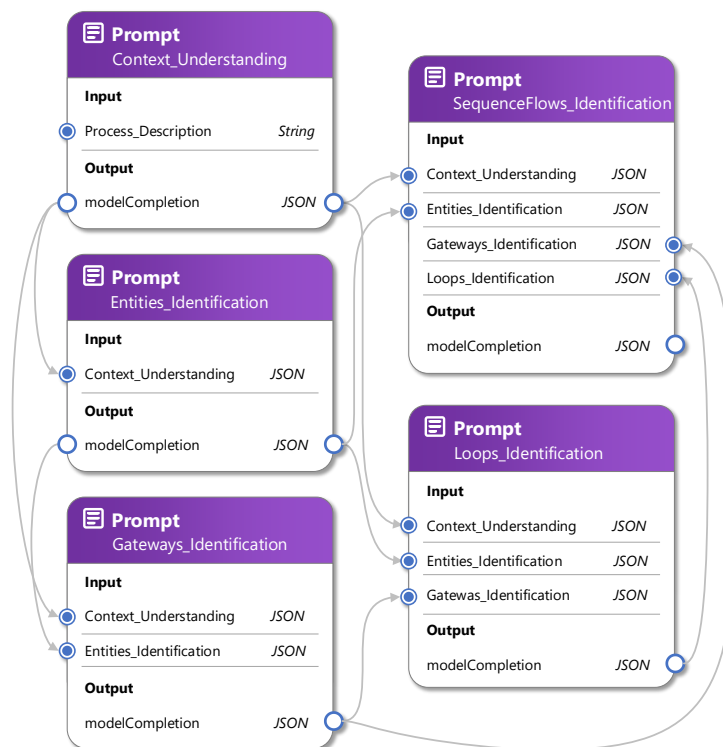 Prompt
Context_Understanding
Input
Process_Description String
Output
modelCompletion JSON
Prompt
Entities_Identification
Input
Context_Understanding JSON
Output
modelCompletion JSON
Prompt
Gateways_Identification
Input
Context_Understanding JSON
Entities_Identification JSON
Output
modelCompletion JSON
Prompt
SequenceFlows_Identification
Input
Context_Understanding JSON
Entities_Identification JSON
Gateways_Identification JSON
Loops_Identification JSON
Output
modelCompletion JSON
Prompt
Loops_Identification
Input
Context_Understanding JSON
Entities_Identification JSON
Gatewas_Identification JSON
Output
modelCompletion JSON